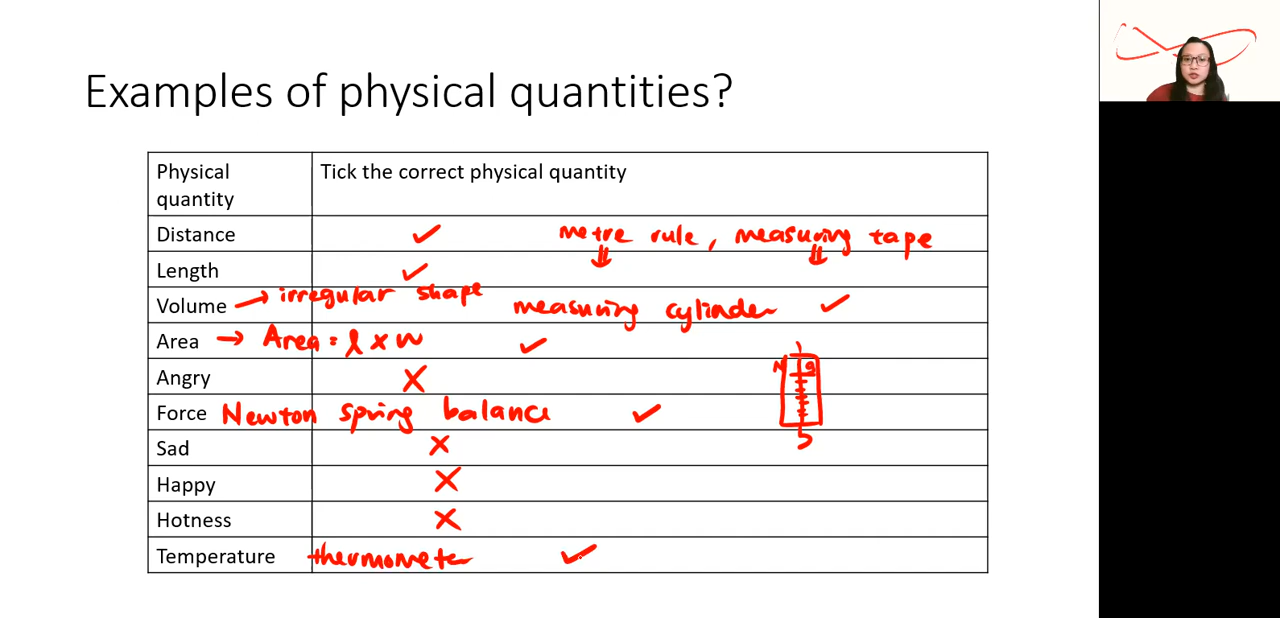 Examples of physical quantities?
Physical quantity Tick the correct physical quantity
Distance ✓ metre rule, measuring tape
Length ✓
Volume → irregular shape measuring cylinder ✓
Area → Area = l x w ✓
Angry ✗
Force Newton spring balance ✓
Sad ✗
Happy ✗
Hotness ✗
Temperature thermometer ✓
N g